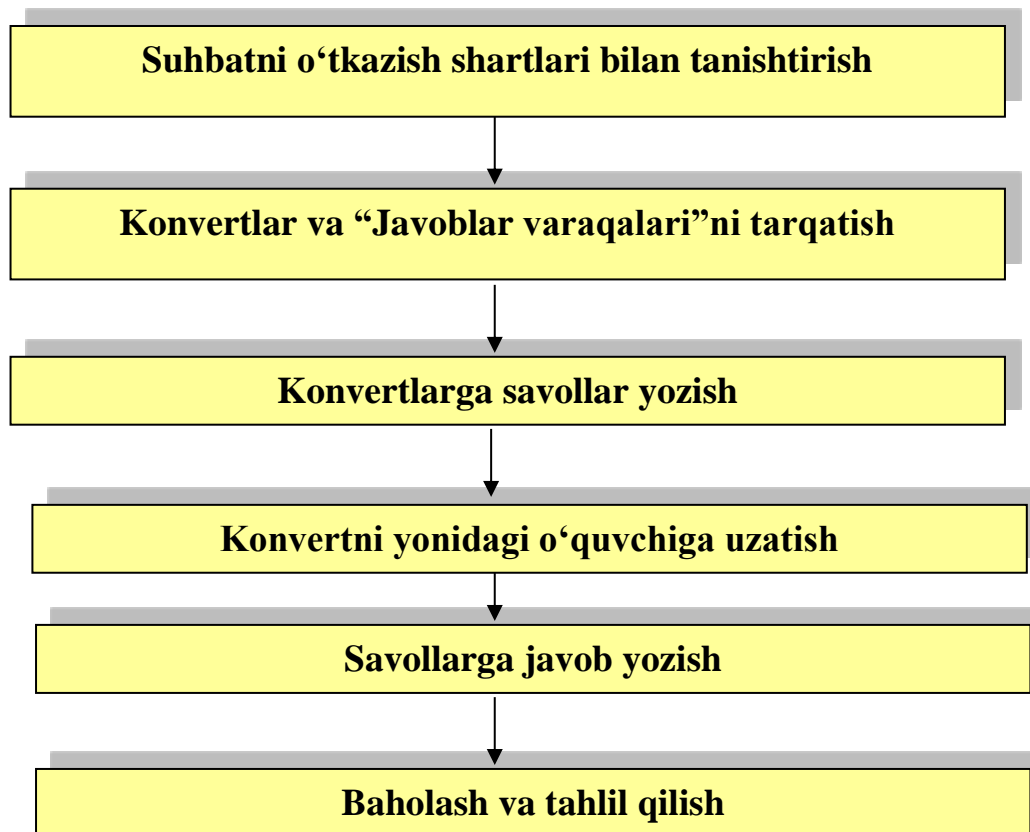 Suhbatni o‘tkazish shartlari bilan tanishtirish
Konvertlar va “Javoblar varaqalari”ni tarqatish
Konvertlarga savollar yozish
Konvertni yonidagi o‘quvchiga uzatish
Savollarga javob yozish
Baholash va tahlil qilish